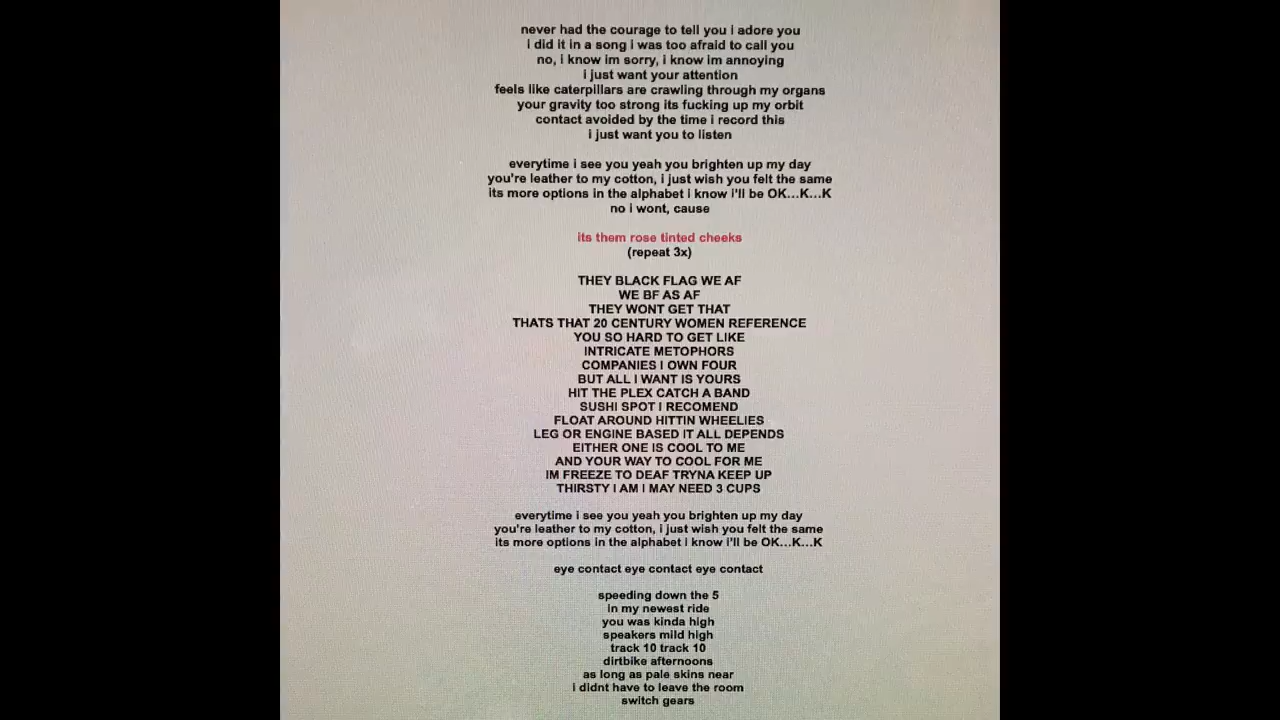 never had the courage to tell you i adore you
i did it in a song i was too afraid to call you
no, i know im sorry, i know im annoying
i just want your attention
feels like caterpillars are crawling through my organs
your gravity too strong its fucking up my orbit
contact avoided by the time i record this
i just want you to listen
everytime i see you yeah you brighten up my day
you're leather to my cotton, i just wish you felt the same
its more options in the alphabet i know i'll be OK...K...K
no i wont, cause
its them rose tinted cheeks
(repeat 3x)
THEY BLACK FLAG WE AF
WE BF AS AF
THEY WONT GET THAT
THATS THAT 20 CENTURY WOMEN REFERENCE
YOU SO HARD TO GET LIKE
INTRICATE METOPHORS
COMPANIES I OWN FOUR
BUT ALL I WANT IS YOURS
HIT THE PLEX CATCH A BAND
SUSHI SPOT I RECOMEND
FLOAT AROUND HITTIN WHEELIES
LEG OR ENGINE BASED IT ALL DEPENDS
EITHER ONE IS COOL TO ME
AND YOUR WAY TO COOL FOR ME
IM FREEZE TO DEAF TRYNA KEEP UP
THIRSTY I AM I MAY NEED 3 CUPS
everytime i see you yeah you brighten up my day
you're leather to my cotton, i just wish you felt the same
its more options in the alphabet i know i'll be OK...K...K
eye contact eye contact eye contact
speeding down the 5
in my newest ride
you was kinda high
speakers mild high
track 10 track 10
dirtbike afternoons
as long as pale skins near
i didnt have to leave the room
switch gears